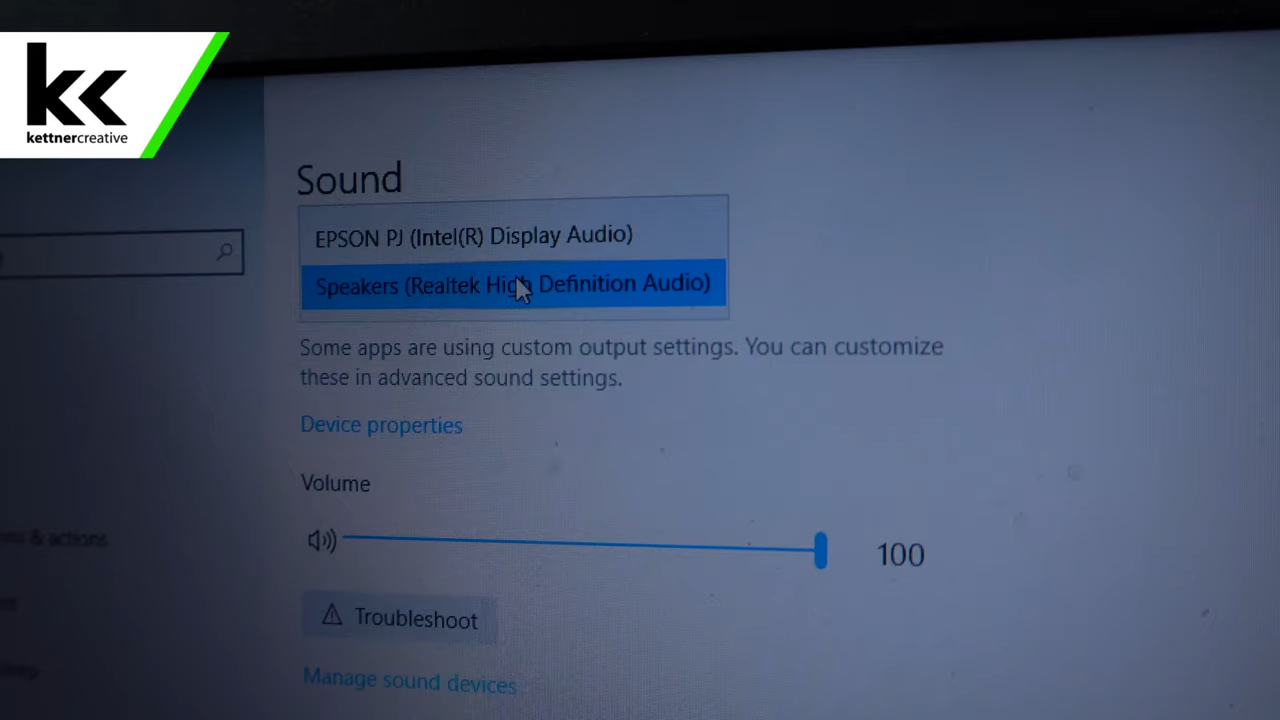 kettnercreative
Sound
EPSON PJ (Intel(R) Display Audio)
Speakers (Realtek High Definition Audio)
Some apps are using custom output settings. You can customize
these in advanced sound settings.
Device properties
Volume
100
& actions
Troubleshoot
Manage sound devices